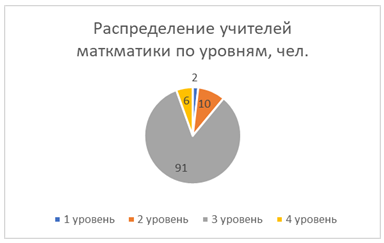 Распределение учителей
маткматики по уровням, чел.
2
6
10
91
1 уровень 2 уровень 3 уровень 4 уровень